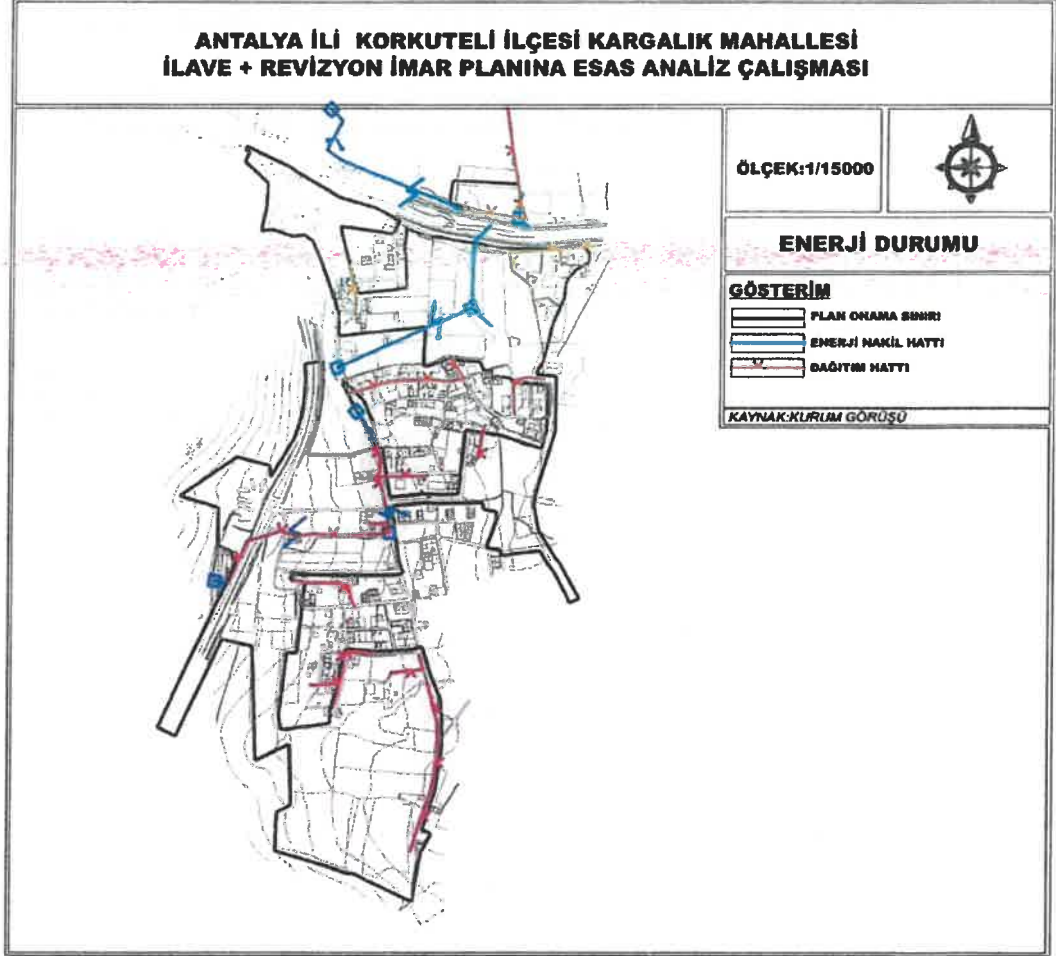 ANTALYA İLİ KORKUTELİ İLÇESİ KARGALIK MAHALLESİ
İLAVE + REVİZYON İMAR PLANINA ESAS ANALİZ ÇALIŞMASI
ÖLÇEK:1/15000
ENERJİ DURUMU
GÖSTERİM
PLAN ONAMA SINIRI
ENERJİ NAKİL HATTI
DAĞITIM HATTI
KAYNAK:KURUM GÖRÜŞÜ